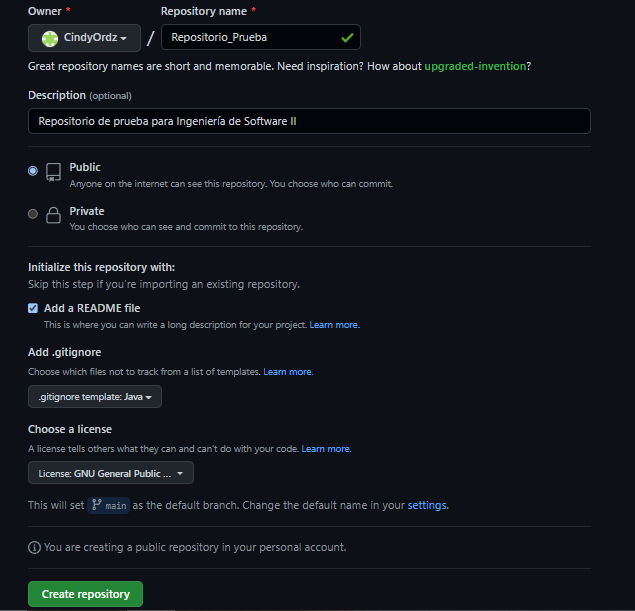 Owner * Repository name *
CindyOrdz / Repositorio_Prueba
Great repository names are short and memorable. Need inspiration? How about upgraded-invention?
Description (optional)
Repositorio de prueba para Ingeniería de Software II
Public
Anyone on the internet can see this repository. You choose who can commit.
Private
You choose who can see and commit to this repository.
Initialize this repository with:
Skip this step if you're importing an existing repository.
Add a README file
This is where you can write a long description for your project. Learn more.
Add .gitignore
Choose which files not to track from a list of templates. Learn more.
.gitignore template: Java
Choose a license
A license tells others what they can and can't do with your code. Learn more.
License: GNU General Public ...
This will set main as the default branch. Change the default name in your settings.
You are creating a public repository in your personal account.
Create repository